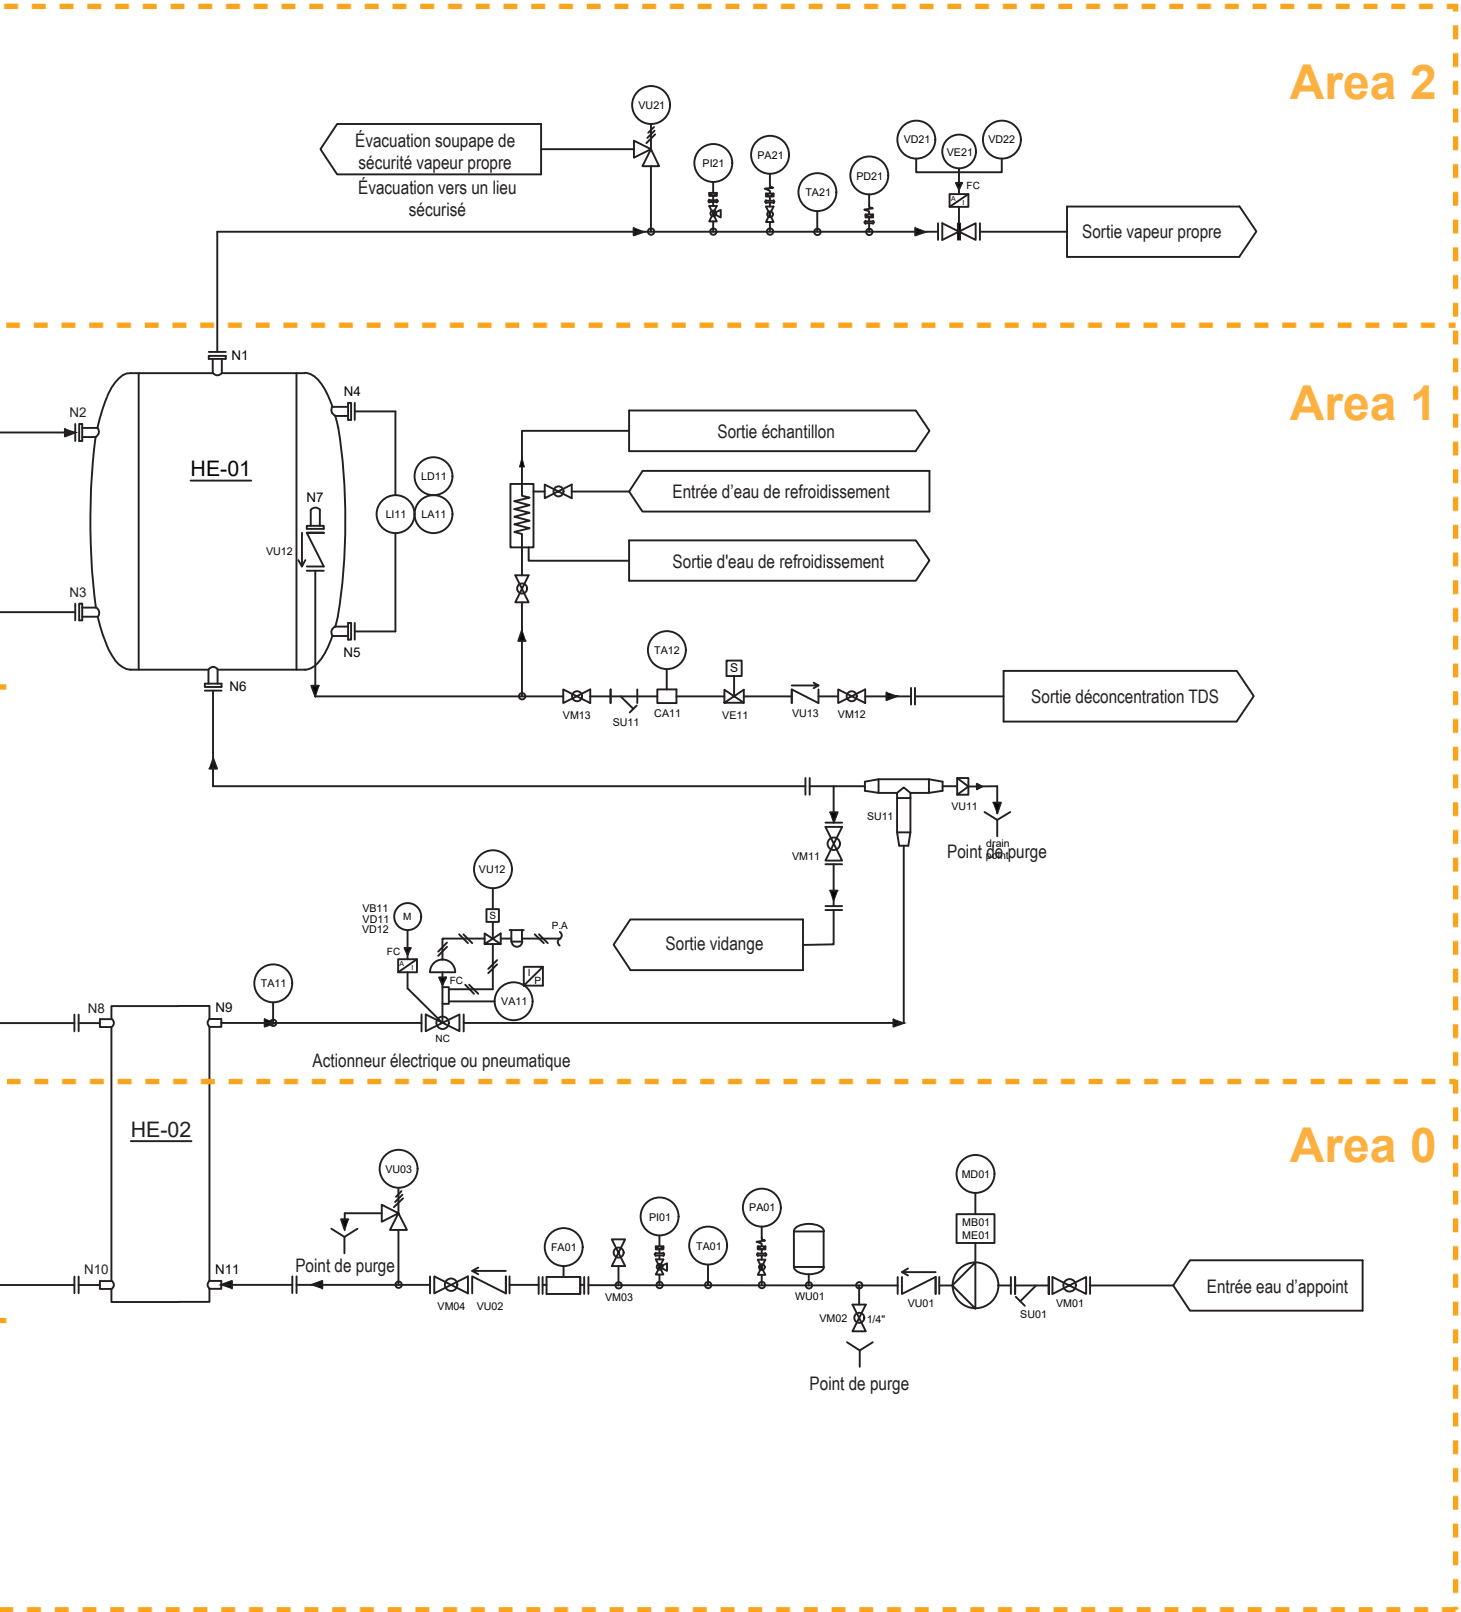 Area 2
VU21
Évacuation soupape de
sécurité vapeur propre
Évacuation vers un lieu
sécurisé
PI21
PA21
TA21
PD21
VD21
VE21
VD22
FC
A
I
Sortie vapeur propre
Area 1
N1
N2
N4
HE-01
N7
VU12
N3
N5
N6
LD11
LI11
LA11
Sortie échantillon
Entrée d'eau de refroidissement
Sortie d'eau de refroidissement
TA12
S
VM13
SU11
CA11
VE11
VU13
VM12
Sortie déconcentration TDS
SU11
VU11
drain
point
Point de purge
VM11
Sortie vidange
VU12
S
P.A
VB11
VD11
VD12
M
FC
A
I
FC
I
P
VA11
NC
TA11
N8
N9
Actionneur électrique ou pneumatique
Area 0
HE-02
N10
N11
VU03
Point de purge
VM04
VU02
FA01
VM03
PI01
TA01
PA01
WU01
VM02
1/4"
Point de purge
VU01
MD01
MB01
ME01
SU01
VM01
Entrée eau d'appoint